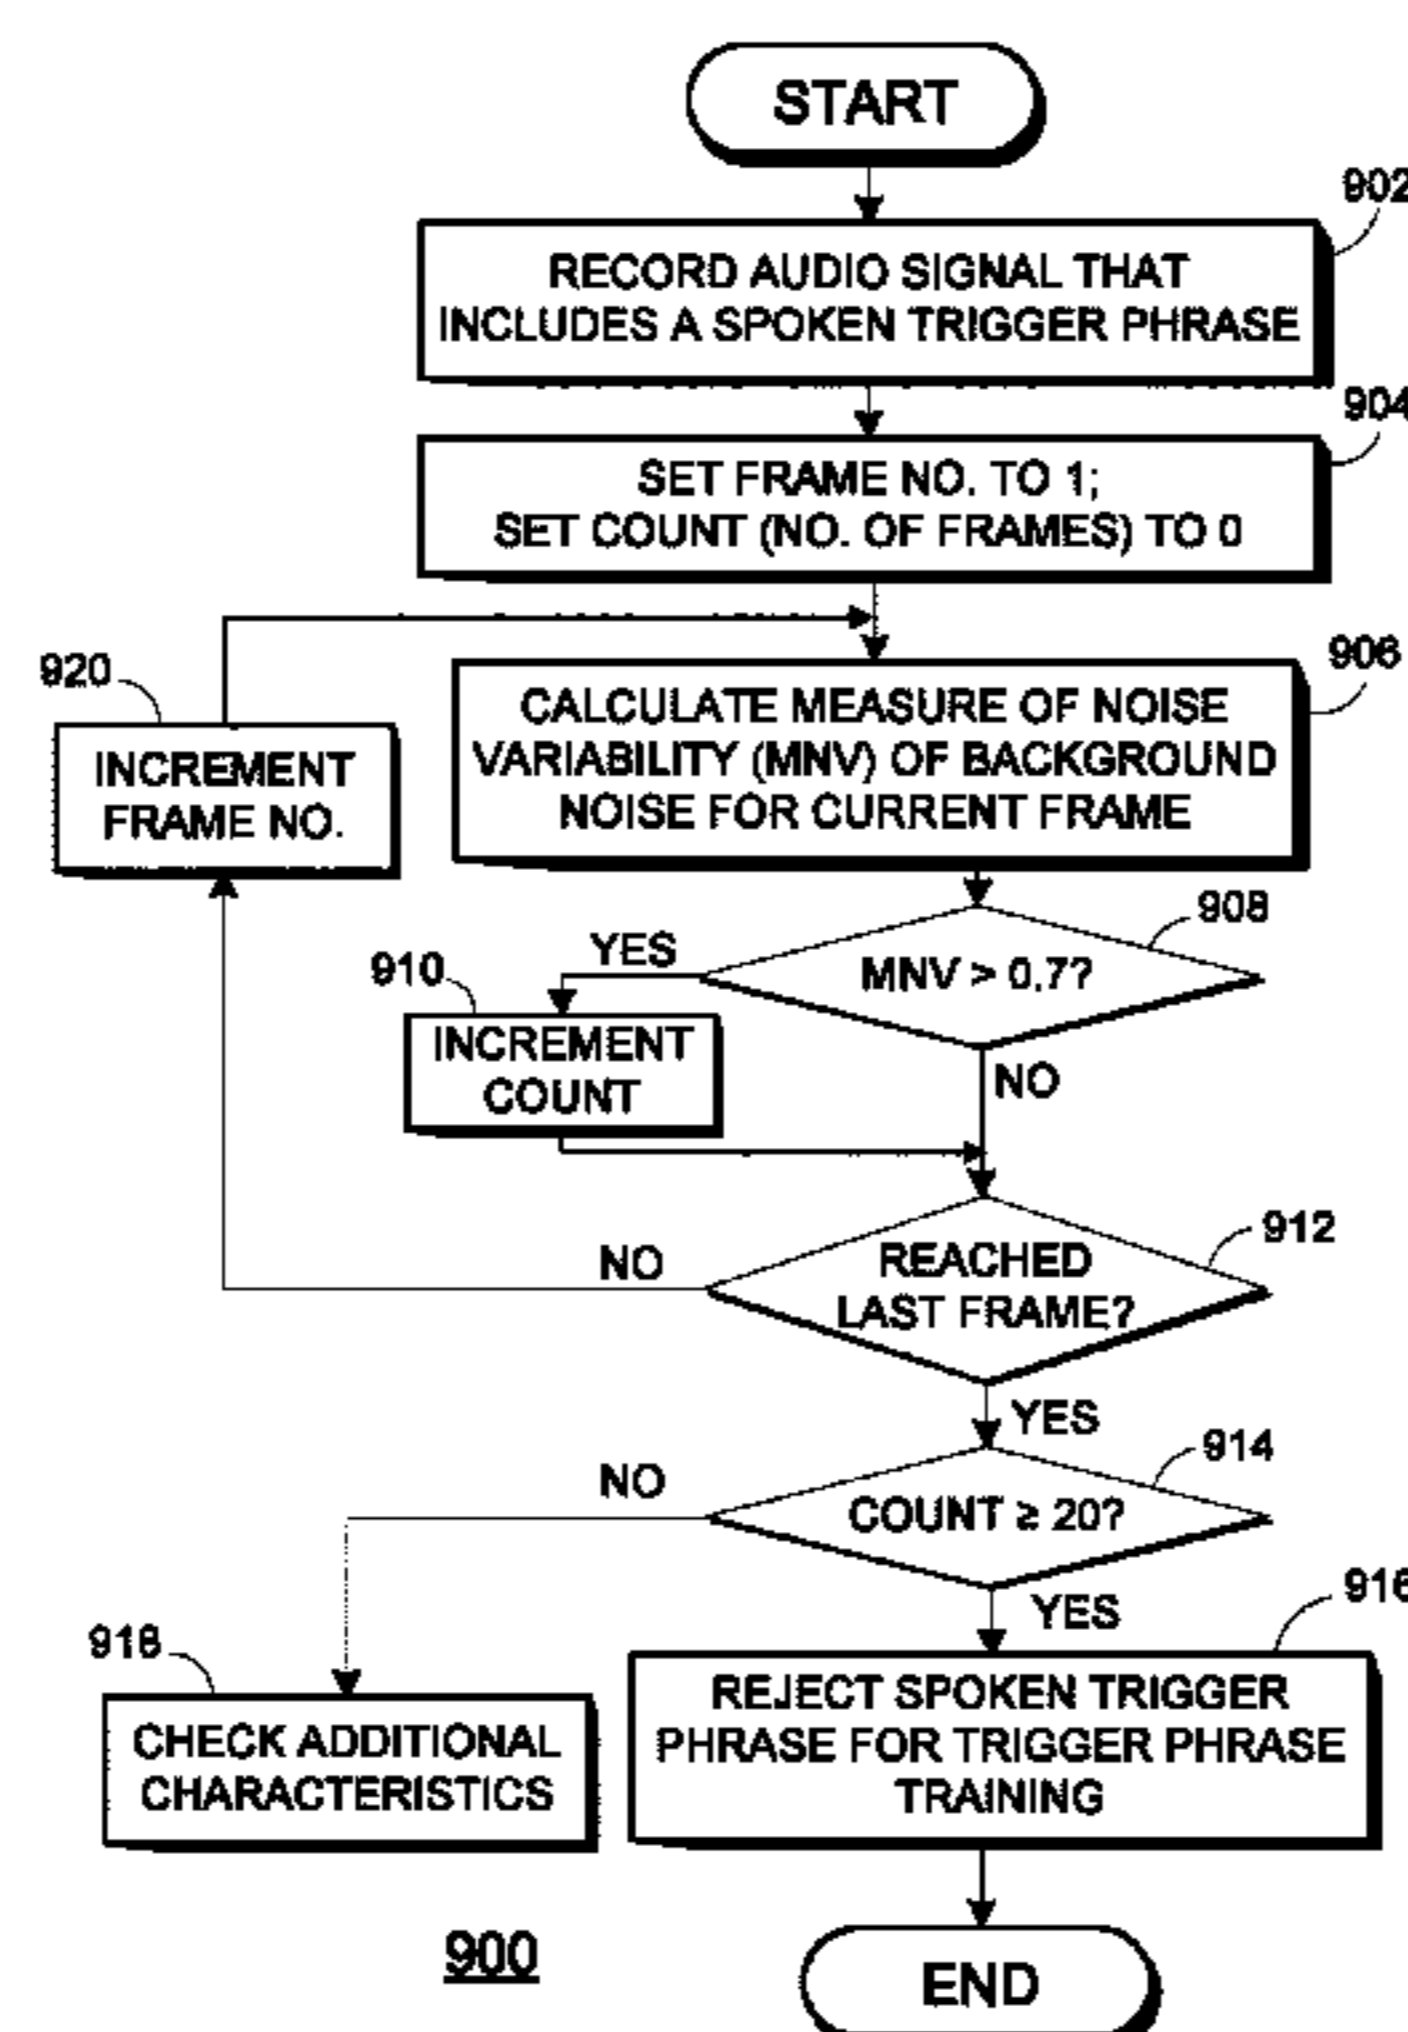 START
902
RECORD AUDIO SIGNAL THAT
INCLUDES A SPOKEN TRIGGER PHRASE
904
SET FRAME NO. TO 1;
SET COUNT (NO. OF FRAMES) TO 0
920
INCREMENT
FRAME NO.
906
CALCULATE MEASURE OF NOISE
VARIABILITY (MNV) OF BACKGROUND
NOISE FOR CURRENT FRAME
908
MNV > 0.7?
YES
910
INCREMENT
COUNT
NO
912
REACHED
LAST FRAME?
NO
YES
914
COUNT ≥ 20?
NO
YES
916
REJECT SPOKEN TRIGGER
PHRASE FOR TRIGGER PHRASE
TRAINING
918
CHECK ADDITIONAL
CHARACTERISTICS
900
END